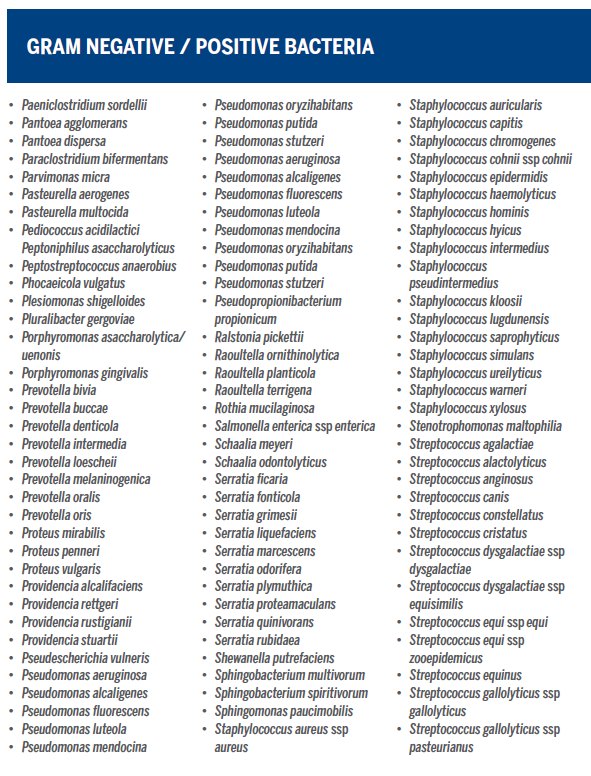 GRAM NEGATIVE / POSITIVE BACTERIA
• Paeniclostridium sordellii
• Pantoea agglomerans
• Pantoea dispersa
• Paraclostridium bifermentans
• Parvimonas micra
• Pasteurella aerogenes
• Pasteurella multocida
• Pediococcus acidilactici
Peptoniphilus asaccharolyticus
• Peptostreptococcus anaerobius
• Phocaeicola vulgatus
• Plesiomonas shigelloides
• Pluralibacter gergoviae
• Porphyromonas asaccharolytica/
uenonis
• Porphyromonas gingivalis
• Prevotella bivia
• Prevotella buccae
• Prevotella denticola
• Prevotella intermedia
• Prevotella loescheii
• Prevotella melaninogenica
• Prevotella oralis
• Prevotella oris
• Proteus mirabilis
• Proteus penneri
• Proteus vulgaris
• Providencia alcalifaciens
• Providencia rettgeri
• Providencia rustigianii
• Providencia stuartii
• Pseudescherichia vulneris
• Pseudomonas aeruginosa
• Pseudomonas alcaligenes
• Pseudomonas fluorescens
• Pseudomonas luteola
• Pseudomonas mendocina
• Pseudomonas oryzihabitans
• Pseudomonas putida
• Pseudomonas stutzeri
• Pseudomonas aeruginosa
• Pseudomonas alcaligenes
• Pseudomonas fluorescens
• Pseudomonas luteola
• Pseudomonas mendocina
• Pseudomonas oryzihabitans
• Pseudomonas putida
• Pseudomonas stutzeri
• Pseudopropionibacterium
propionicum
• Ralstonia pickettii
• Raoultella ornithinolytica
• Raoultella planticola
• Raoultella terrigena
• Rothia mucilaginosa
• Salmonella enterica ssp enterica
• Schaalia meyeri
• Schaalia odontolyticus
• Serratia ficaria
• Serratia fonticola
• Serratia grimesii
• Serratia liquefaciens
• Serratia marcescens
• Serratia odorifera
• Serratia plymuthica
• Serratia proteamaculans
• Serratia quinivorans
• Serratia rubidaea
• Shewanella putrefaciens
• Sphingobacterium multivorum
• Sphingobacterium spiritivorum
• Sphingomonas paucimobilis
• Staphylococcus aureus ssp
aureus
• Staphylococcus auricularis
• Staphylococcus capitis
• Staphylococcus chromogenes
• Staphylococcus cohnii ssp cohnii
• Staphylococcus epidermidis
• Staphylococcus haemolyticus
• Staphylococcus hominis
• Staphylococcus hyicus
• Staphylococcus intermedius
• Staphylococcus
pseudintermedius
• Staphylococcus kloosii
• Staphylococcus lugdunensis
• Staphylococcus saprophyticus
• Staphylococcus simulans
• Staphylococcus ureilyticus
• Staphylococcus warneri
• Staphylococcus xylosus
• Stenotrophomonas maltophilia
• Streptococcus agalactiae
• Streptococcus alactolyticus
• Streptococcus anginosus
• Streptococcus canis
• Streptococcus constellatus
• Streptococcus cristatus
• Streptococcus dysgalactiae ssp
dysgalactiae
• Streptococcus dysgalactiae ssp
equisimilis
• Streptococcus equi ssp equi
• Streptococcus equi ssp
zooepidemicus
• Streptococcus equinus
• Streptococcus gallolyticus ssp
gallolyticus
• Streptococcus gallolyticus ssp
pasteurianus